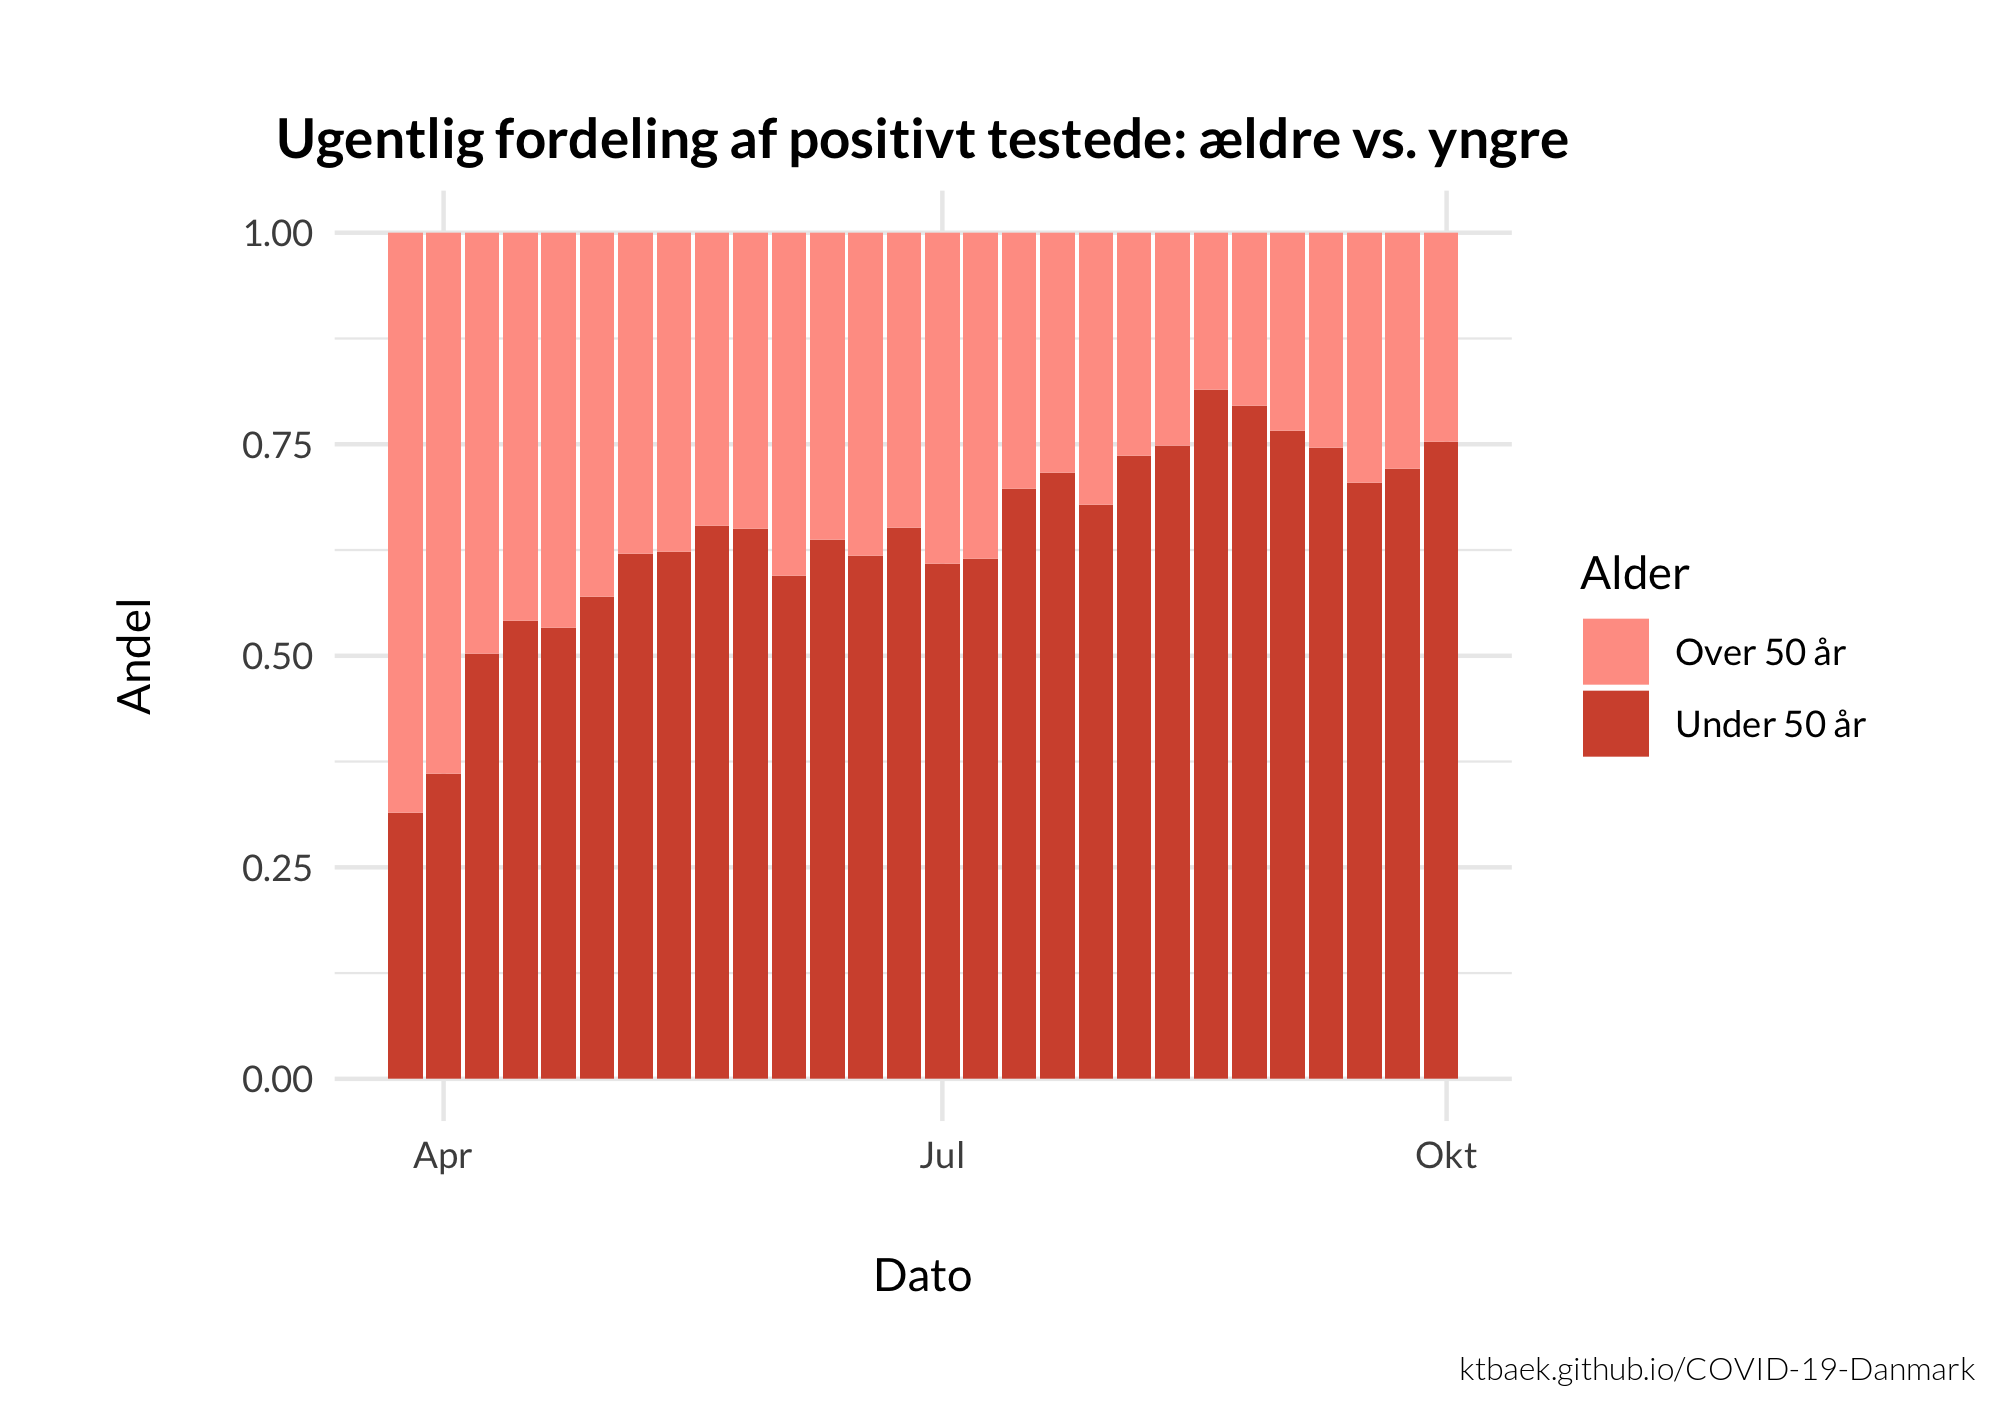 Ugentlig fordeling af positivt testede: ældre vs. yngre
Andel
1.00
0.75
0.50
0.25
0.00
Apr
Jul
Okt
Dato
Alder
Over 50 år
Under 50 år
ktbaek.github.io/COVID-19-Danmark